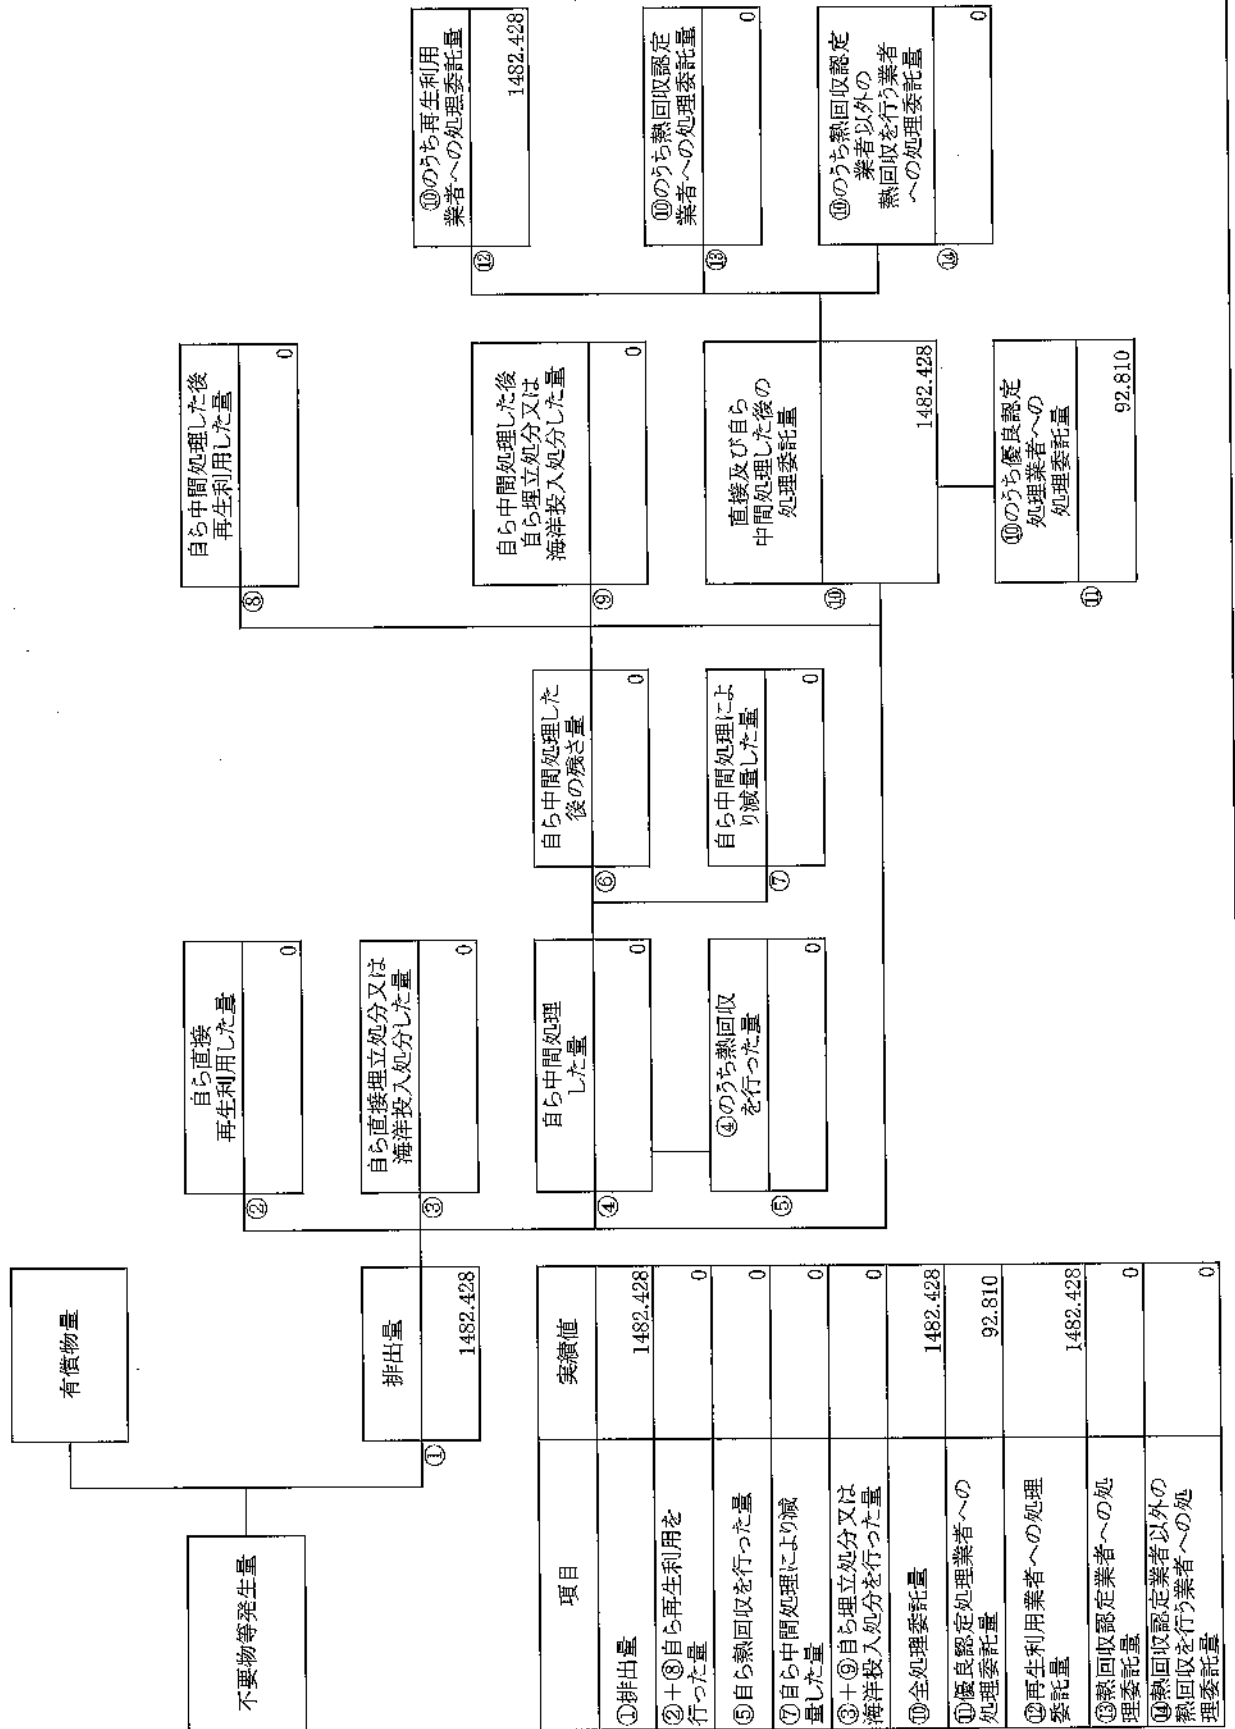 不要物等発生量
有償物量
①
排出量
1482.428
②
自ら直接
再生利用した量
0
③
自ら直接埋立処分又は
海洋投入処分した量
0
④
自ら中間処理
した量
0
⑤
④のうち熱回収
を行った量
0
⑥
自ら中間処理した
後の残さ量
0
⑦
自ら中間処理によ
り減量した量
0
⑧
自ら中間処理した後
再生利用した量
0
⑨
自ら中間処理した後
自ら埋立処分又は
海洋投入処分した量
0
⑩
直接及び自ら
中間処理した後の
処理委託量
1482.428
⑪
⑩のうち優良認定
処理業者への
処理委託量
92.810
⑫
⑩のうち再生利用
業者への処理委託量
1482.428
⑬
⑩のうち熱回収認定
業者への処理委託量
0
⑭
⑩のうち熱回収認定
業者以外の
熱回収を行う業者
への処理委託量
0
項目
実績値
①排出量
1482.428
②+⑧自ら再生利用を
行った量
0
⑤自ら熱回収を行った量
0
⑦自ら中間処理により減
量した量
0
③+⑨自ら埋立処分又は
海洋投入処分を行った量
0
⑩全処理委託量
1482.428
⑪優良認定処理業者への
処理委託量
92.810
⑫再生利用業者への処理
委託量
1482.428
⑬熱回収認定業者への処
理委託量
0
⑭熱回収認定業者以外の
熱回収を行う業者への処
理委託量
0